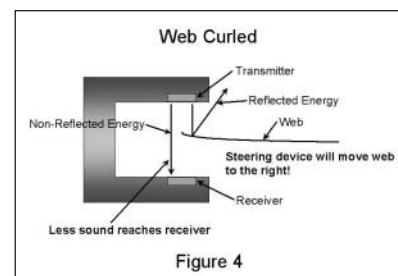 Web Curled
Transmitter
Reflected Energy
Non-Reflected Energy
Web
Steering device will move web
to the right!
Receiver
Less sound reaches receiver
Figure 4